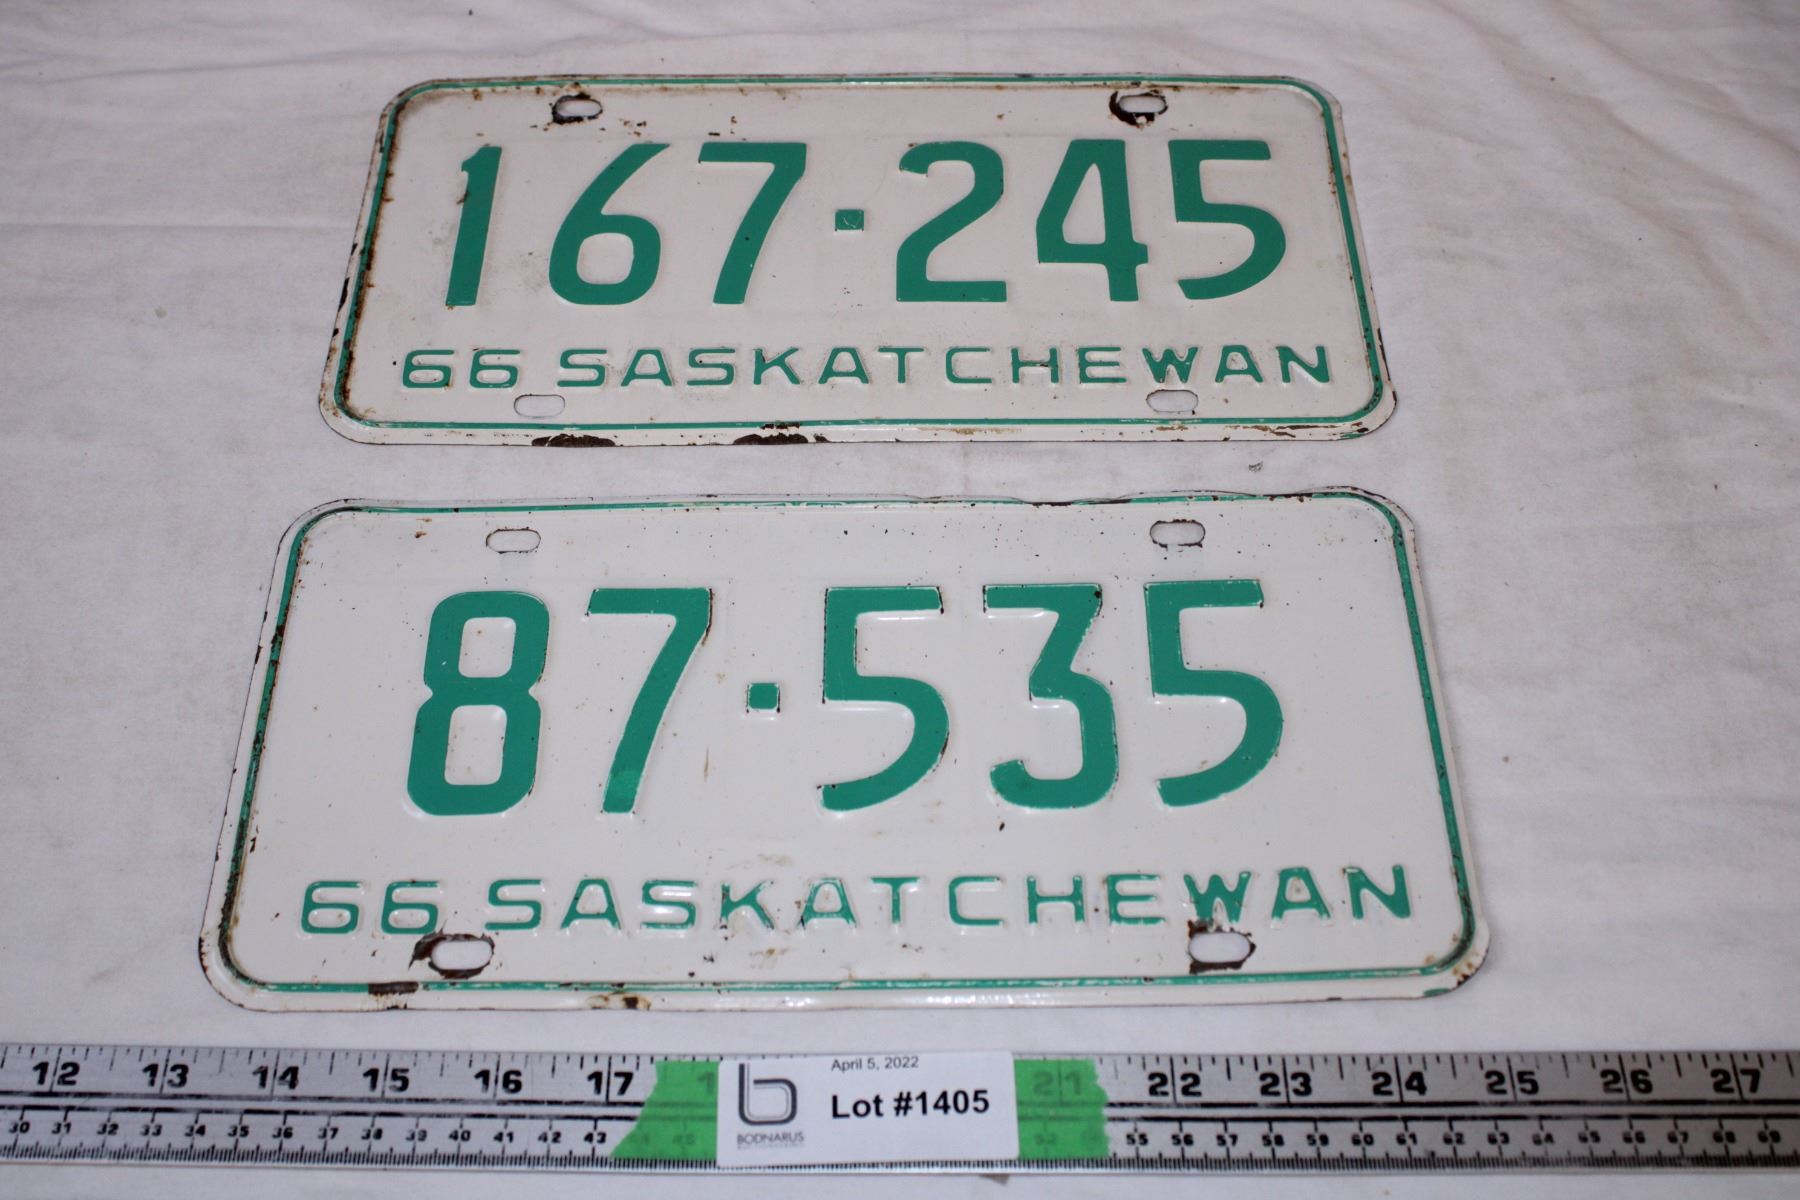 167·245
66 SASKATCHEWAN
87·535
66 SASKATCHEWAN
April 5, 2022
Lot #1405
BODNARUS
12 13 14 15 16 17 21 22 23 24 25 26 27
30 31 32 33 34 35 36 37 38 39 40 41 42 43 55 56 57 58 59 60 61 62 63 64 65 66 67 68 69